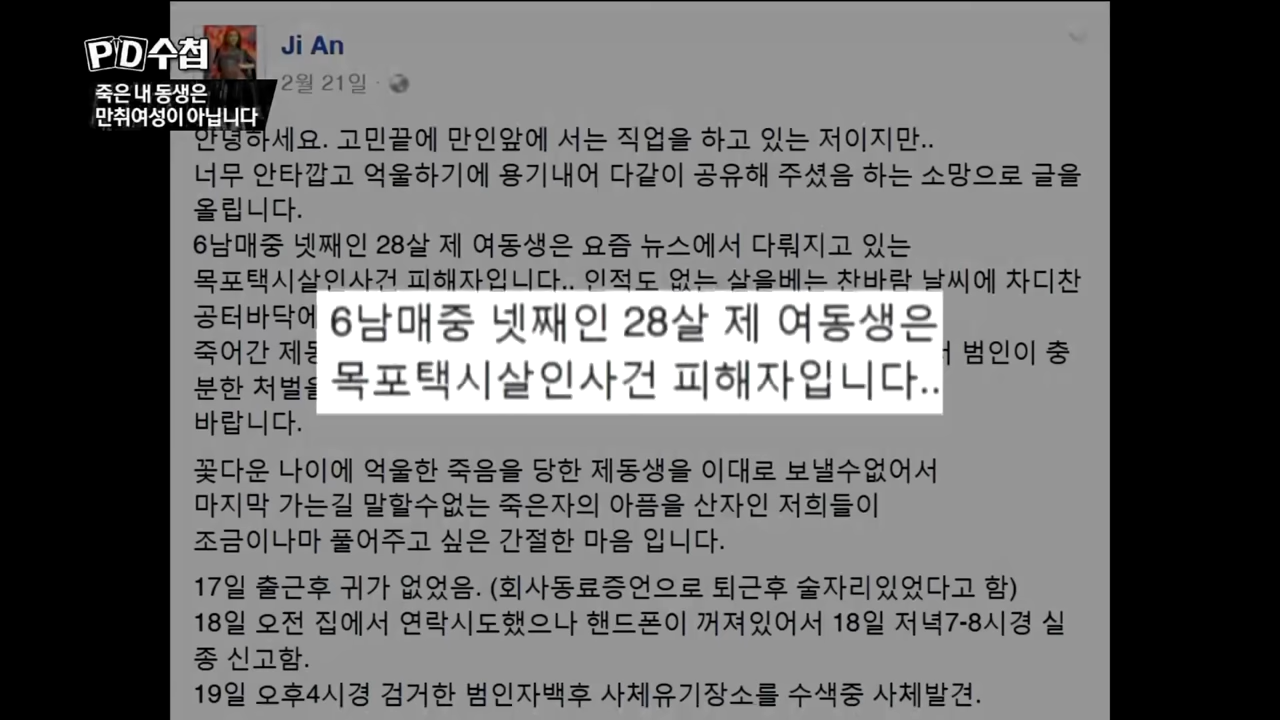 PD수첩
죽은 내 동생은
만취여성이 아닙니다
Ji An
2월 21일
안녕하세요. 고민끝에 만인앞에 서는 직업을 하고 있는 저이지만..
너무 안타깝고 억울하기에 용기내어 다같이 공유해 주셨음 하는 소망으로 글을
올립니다.
6남매중 넷째인 28살 제 여동생은 요즘 뉴스에서 다뤄지고 있는
목포택시살인사건 피해자입니다.. 인적도 없는 살을베는 찬바람 날씨에 차디찬
공터바닥에
6남매중 넷째인 28살 제 여동생은
목포택시살인사건 피해자입니다..
죽어간 제동 범인이 충
분한 처벌을
바랍니다.
꽃다운 나이에 억울한 죽음을 당한 제동생을 이대로 보낼수없어서
마지막 가는길 말할수없는 죽은자의 아픔을 산자인 저희들이
조금이나마 풀어주고 싶은 간절한 마음 입니다.
17일 출근후 귀가 없었음. (회사동료증언으로 퇴근후 술자리있었다고 함)
18일 오전 집에서 연락시도했으나 핸드폰이 꺼져있어서 18일 저녁7-8시경 실
종 신고함.
19일 오후4시경 검거한 범인자백후 사체유기장소를 수색중 사체발견.